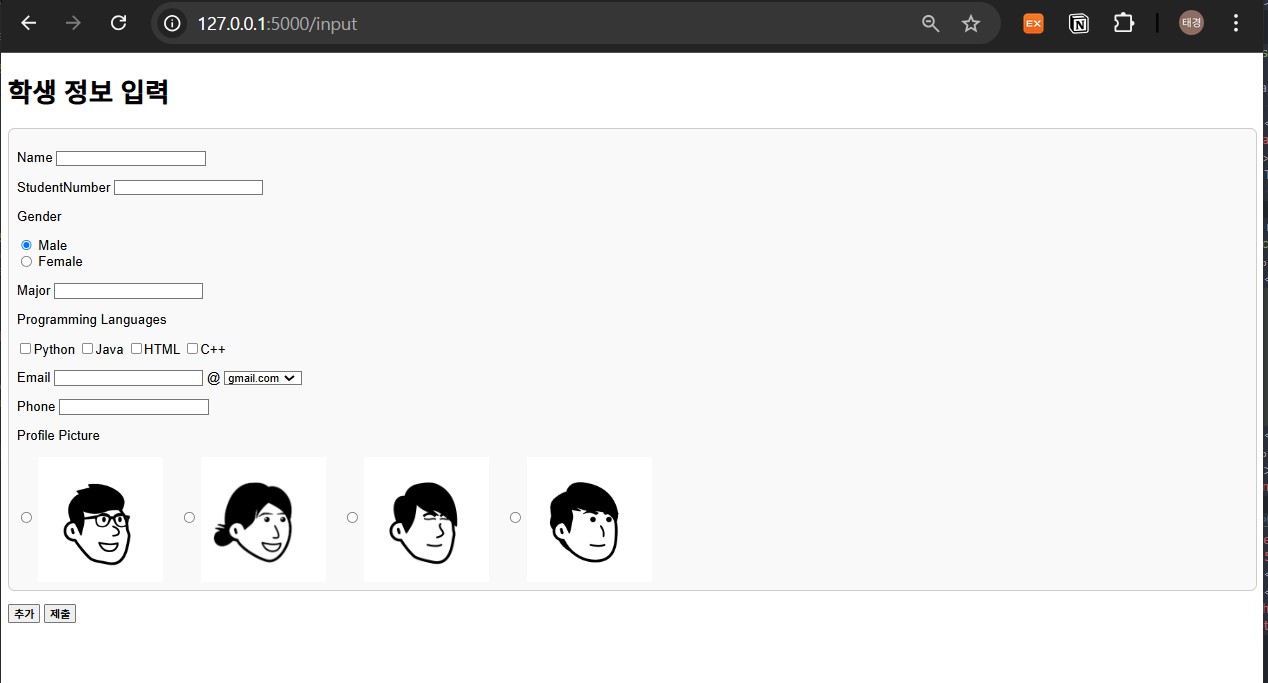 127.0.0.1:5000/input
EX
N
태경
학생 정보 입력
Name
StudentNumber
Gender
Male
Female
Major
Programming Languages
Python Java HTML C++
Email @ gmail.com
Phone
Profile Picture
추가 제출